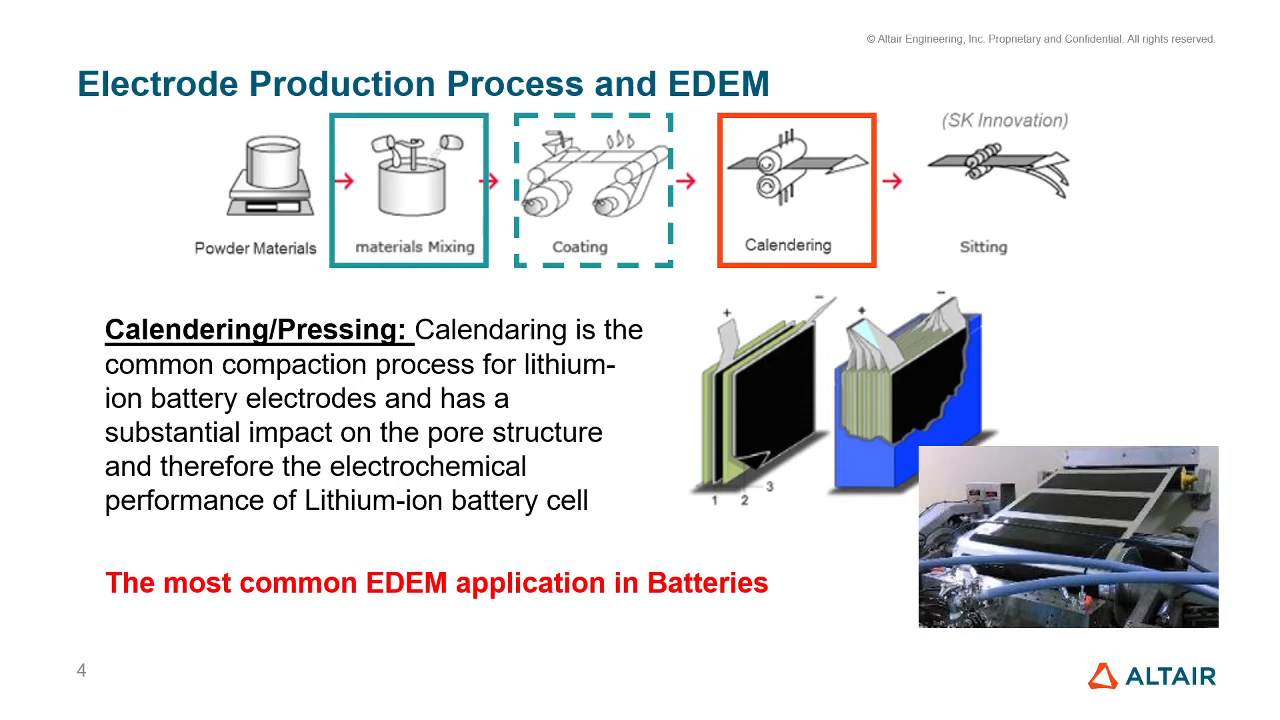 © Altair Engineering, Inc. Proprietary and Confidential. All rights reserved.
Electrode Production Process and EDEM
(SK Innovation)
Powder Materials
materials Mixing
Coating
Calendering
Sitting
Calendering/Pressing: Calendaring is the
common compaction process for lithium-
ion battery electrodes and has a
substantial impact on the pore structure
and therefore the electrochemical
performance of Lithium-ion battery cell
+
−
+
−
1
2
3
The most common EDEM application in Batteries
4
ALTAIR